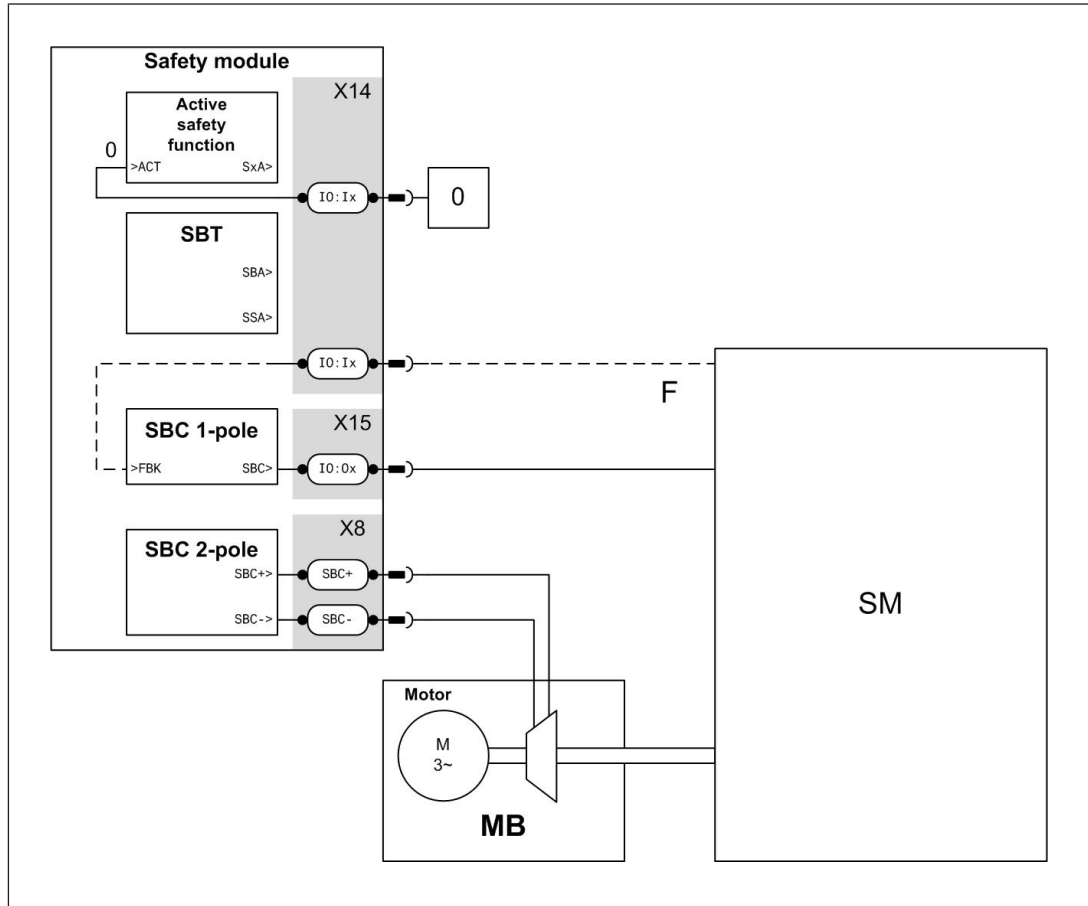 Safety module
X14
Active
safety
function
0
>ACT SxA>
IO:Ix
0
SBT
SBA>
SSA>
IO:Ix
F
SBC 1-pole
X15
>FBK SBC>
IO:Ox
X8
SBC 2-pole
SBC+>
SBC+
SBC->
SBC-
SM
Motor
M
3~
MB